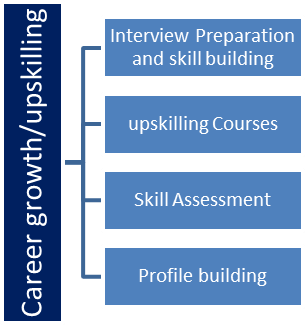 Career growth/upskilling
Interview Preparation
and skill building
upskilling Courses
Skill Assessment
Profile building